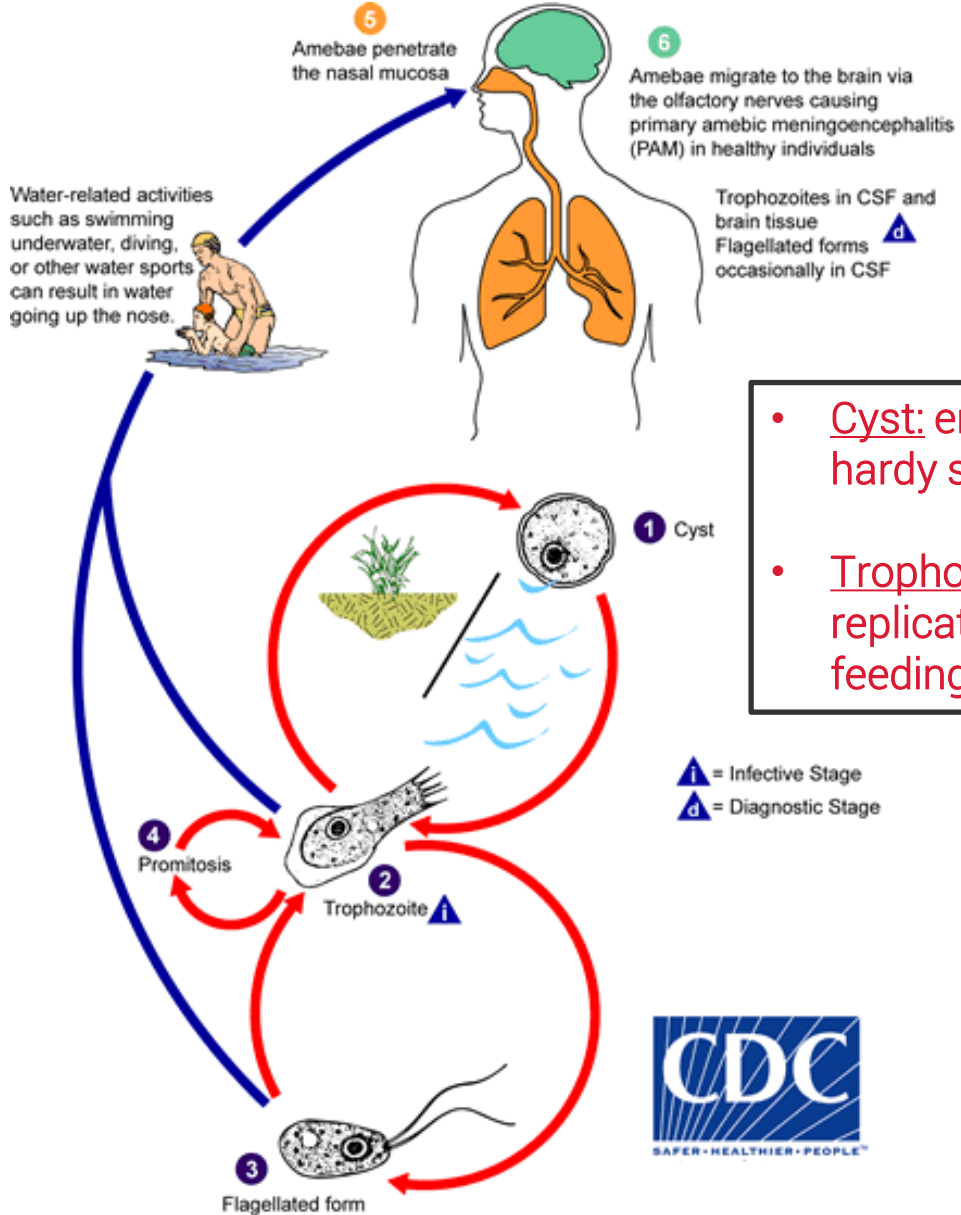 5
Amebae penetrate
the nasal mucosa
6
Amebae migrate to the brain via
the olfactory nerves causing
primary amebic meningoencephalitis
(PAM) in healthy individuals
Water-related activities
such as swimming
underwater, diving,
or other water sports
can result in water
going up the nose.
Trophozoites in CSF and
brain tissue
Flagellated forms
occasionally in CSF
d
• Cyst:
hardy
•
feeding
1 Cyst
i = Infective Stage
d = Diagnostic Stage
4
Promitosis
2
Trophozoite i
3
Flagellated form
CDC
SAFER·HEALTHIER·PEOPLE™